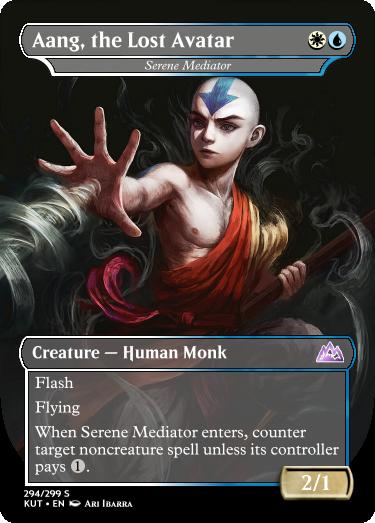 Aang, the Lost Avatar
Serene Mediator
Creature — Human Monk
Flash
Flying
When Serene Mediator enters, counter
target noncreature spell unless its controller
pays 1.
2/1
294/299 S
KUT • EN Ari Ibarra